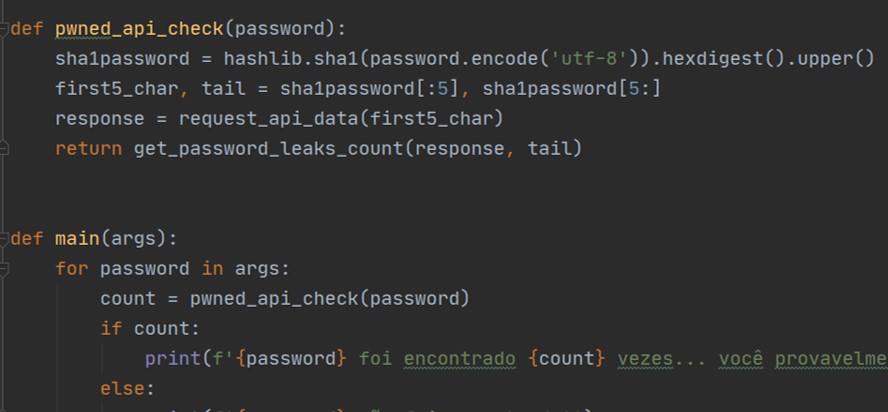 def pwned_api_check(password):
    sha1password = hashlib.sha1(password.encode('utf-8')).hexdigest().upper()
    first5_char, tail = sha1password[:5], sha1password[5:]
    response = request_api_data(first5_char)
    return get_password_leaks_count(response, tail)
def main(args):
    for password in args:
        count = pwned_api_check(password)
        if count:
            print(f'{password} foi encontrado {count} vezes... você provavelme
        else: